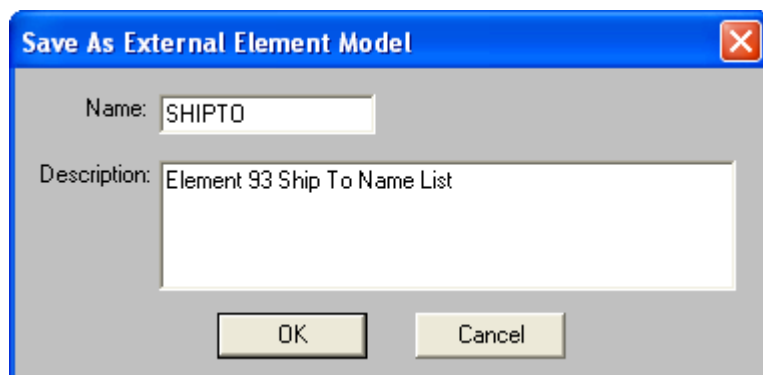 Save As External Element Model
Name: SHIPTO
Description: Element 93 Ship To Name List
OK Cancel